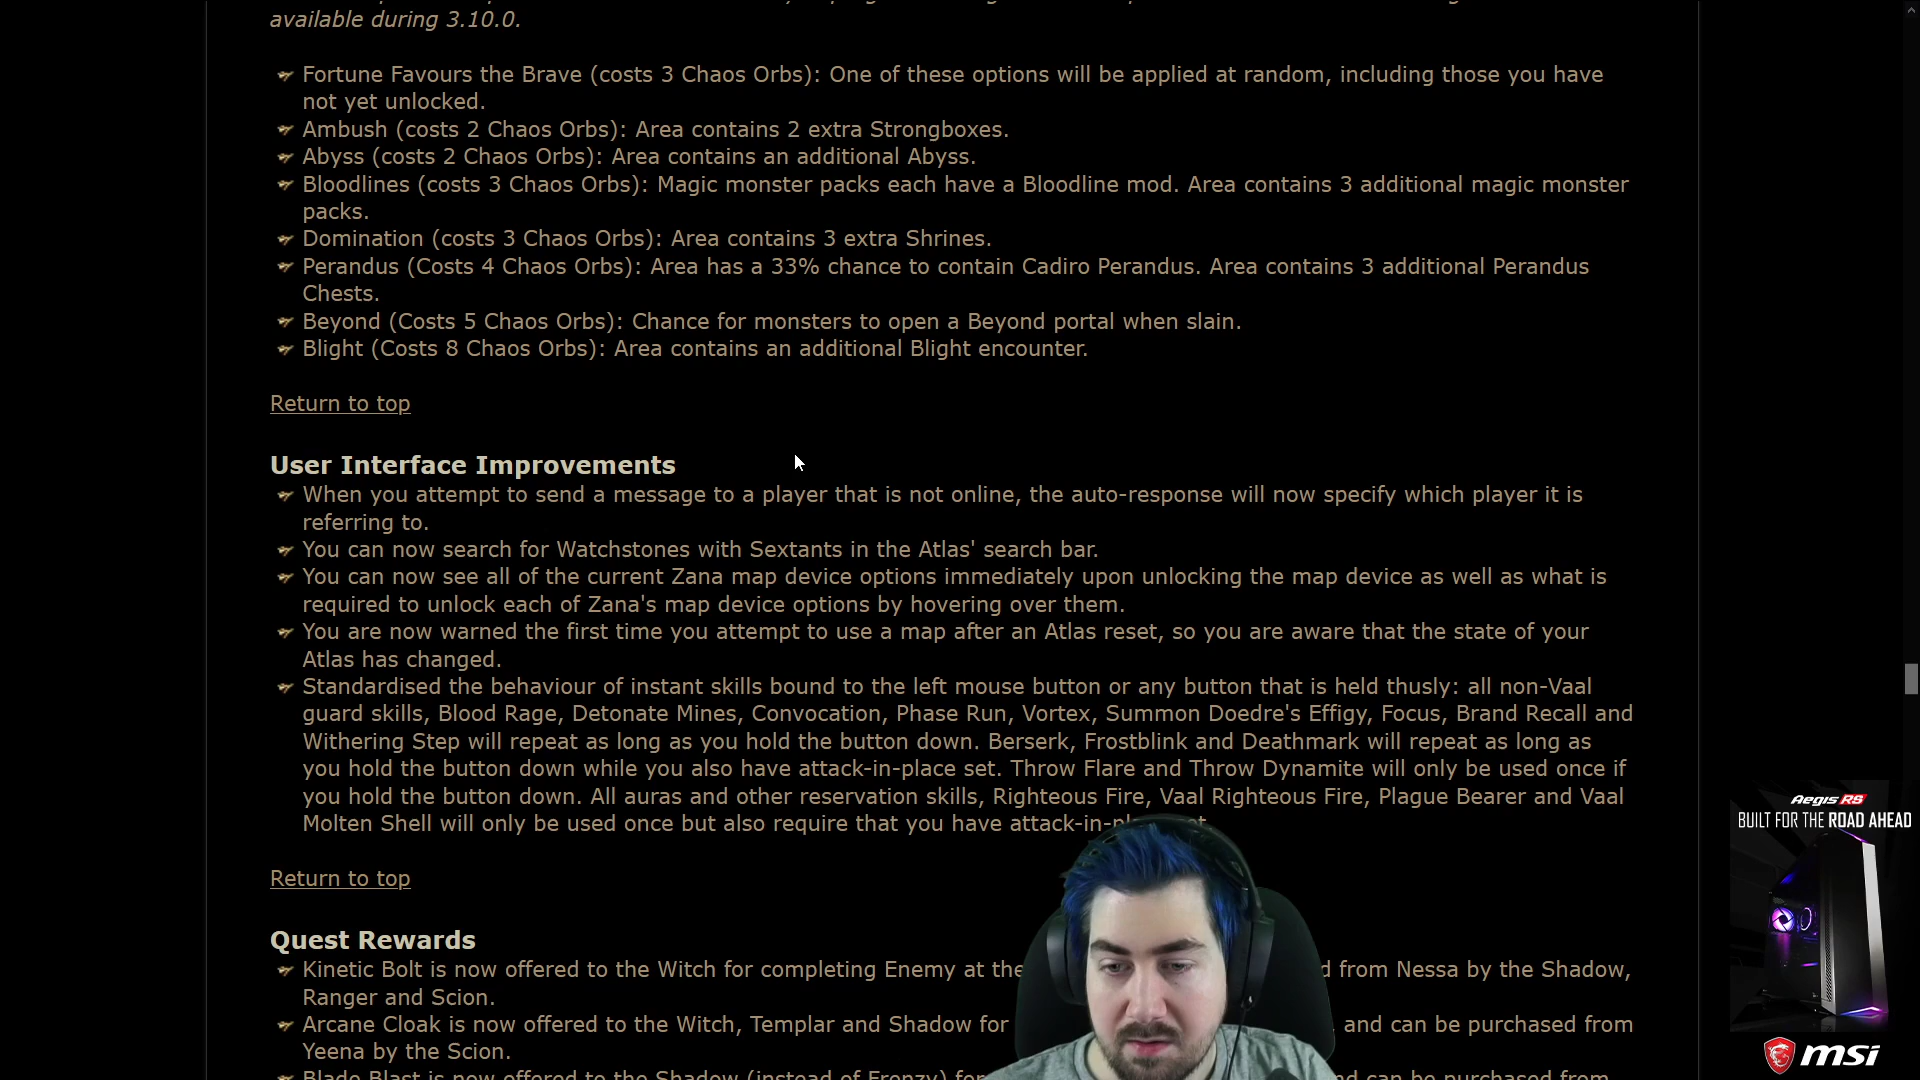 available during 3.10.0.
Fortune Favours the Brave (costs 3 Chaos Orbs): One of these options will be applied at random, including those you have
not yet unlocked.
Ambush (costs 2 Chaos Orbs): Area contains 2 extra Strongboxes.
Abyss (costs 2 Chaos Orbs): Area contains an additional Abyss.
Bloodlines (costs 3 Chaos Orbs): Magic monster packs each have a Bloodline mod. Area contains 3 additional magic monster
packs.
Domination (costs 3 Chaos Orbs): Area contains 3 extra Shrines.
Perandus (Costs 4 Chaos Orbs): Area has a 33% chance to contain Cadiro Perandus. Area contains 3 additional Perandus
Chests.
Beyond (Costs 5 Chaos Orbs): Chance for monsters to open a Beyond portal when slain.
Blight (Costs 8 Chaos Orbs): Area contains an additional Blight encounter.
Return to top
User Interface Improvements
When you attempt to send a message to a player that is not online, the auto-response will now specify which player it is
referring to.
You can now search for Watchstones with Sextants in the Atlas' search bar.
You can now see all of the current Zana map device options immediately upon unlocking the map device as well as what is
required to unlock each of Zana's map device options by hovering over them.
You are now warned the first time you attempt to use a map after an Atlas reset, so you are aware that the state of your
Atlas has changed.
Standardised the behaviour of instant skills bound to the left mouse button or any button that is held thusly: all non-Vaal
guard skills, Blood Rage, Detonate Mines, Convocation, Phase Run, Vortex, Summon Doedre's Effigy, Focus, Brand Recall and
Withering Step will repeat as long as you hold the button down. Berserk, Frostblink and Deathmark will repeat as long as
you hold the button down while you also have attack-in-place set. Throw Flare and Throw Dynamite will only be used once if
you hold the button down. All auras and other reservation skills, Righteous Fire, Vaal Righteous Fire, Plague Bearer and Vaal
Molten Shell will only be used once but also require that you have
Return to top
Quest Rewards
Kinetic Bolt is now offered to the Witch for completing Enemy at the from Nessa by the Shadow,
Ranger and Scion.
Arcane Cloak is now offered to the Witch, Templar and Shadow for and can be purchased from
Yeena by the Scion.
Blade Blast is now offered to the Shadow (instead of Frenzy) for can be purchased from
Aegis RS
BUILT FOR THE ROAD AHEAD
msi